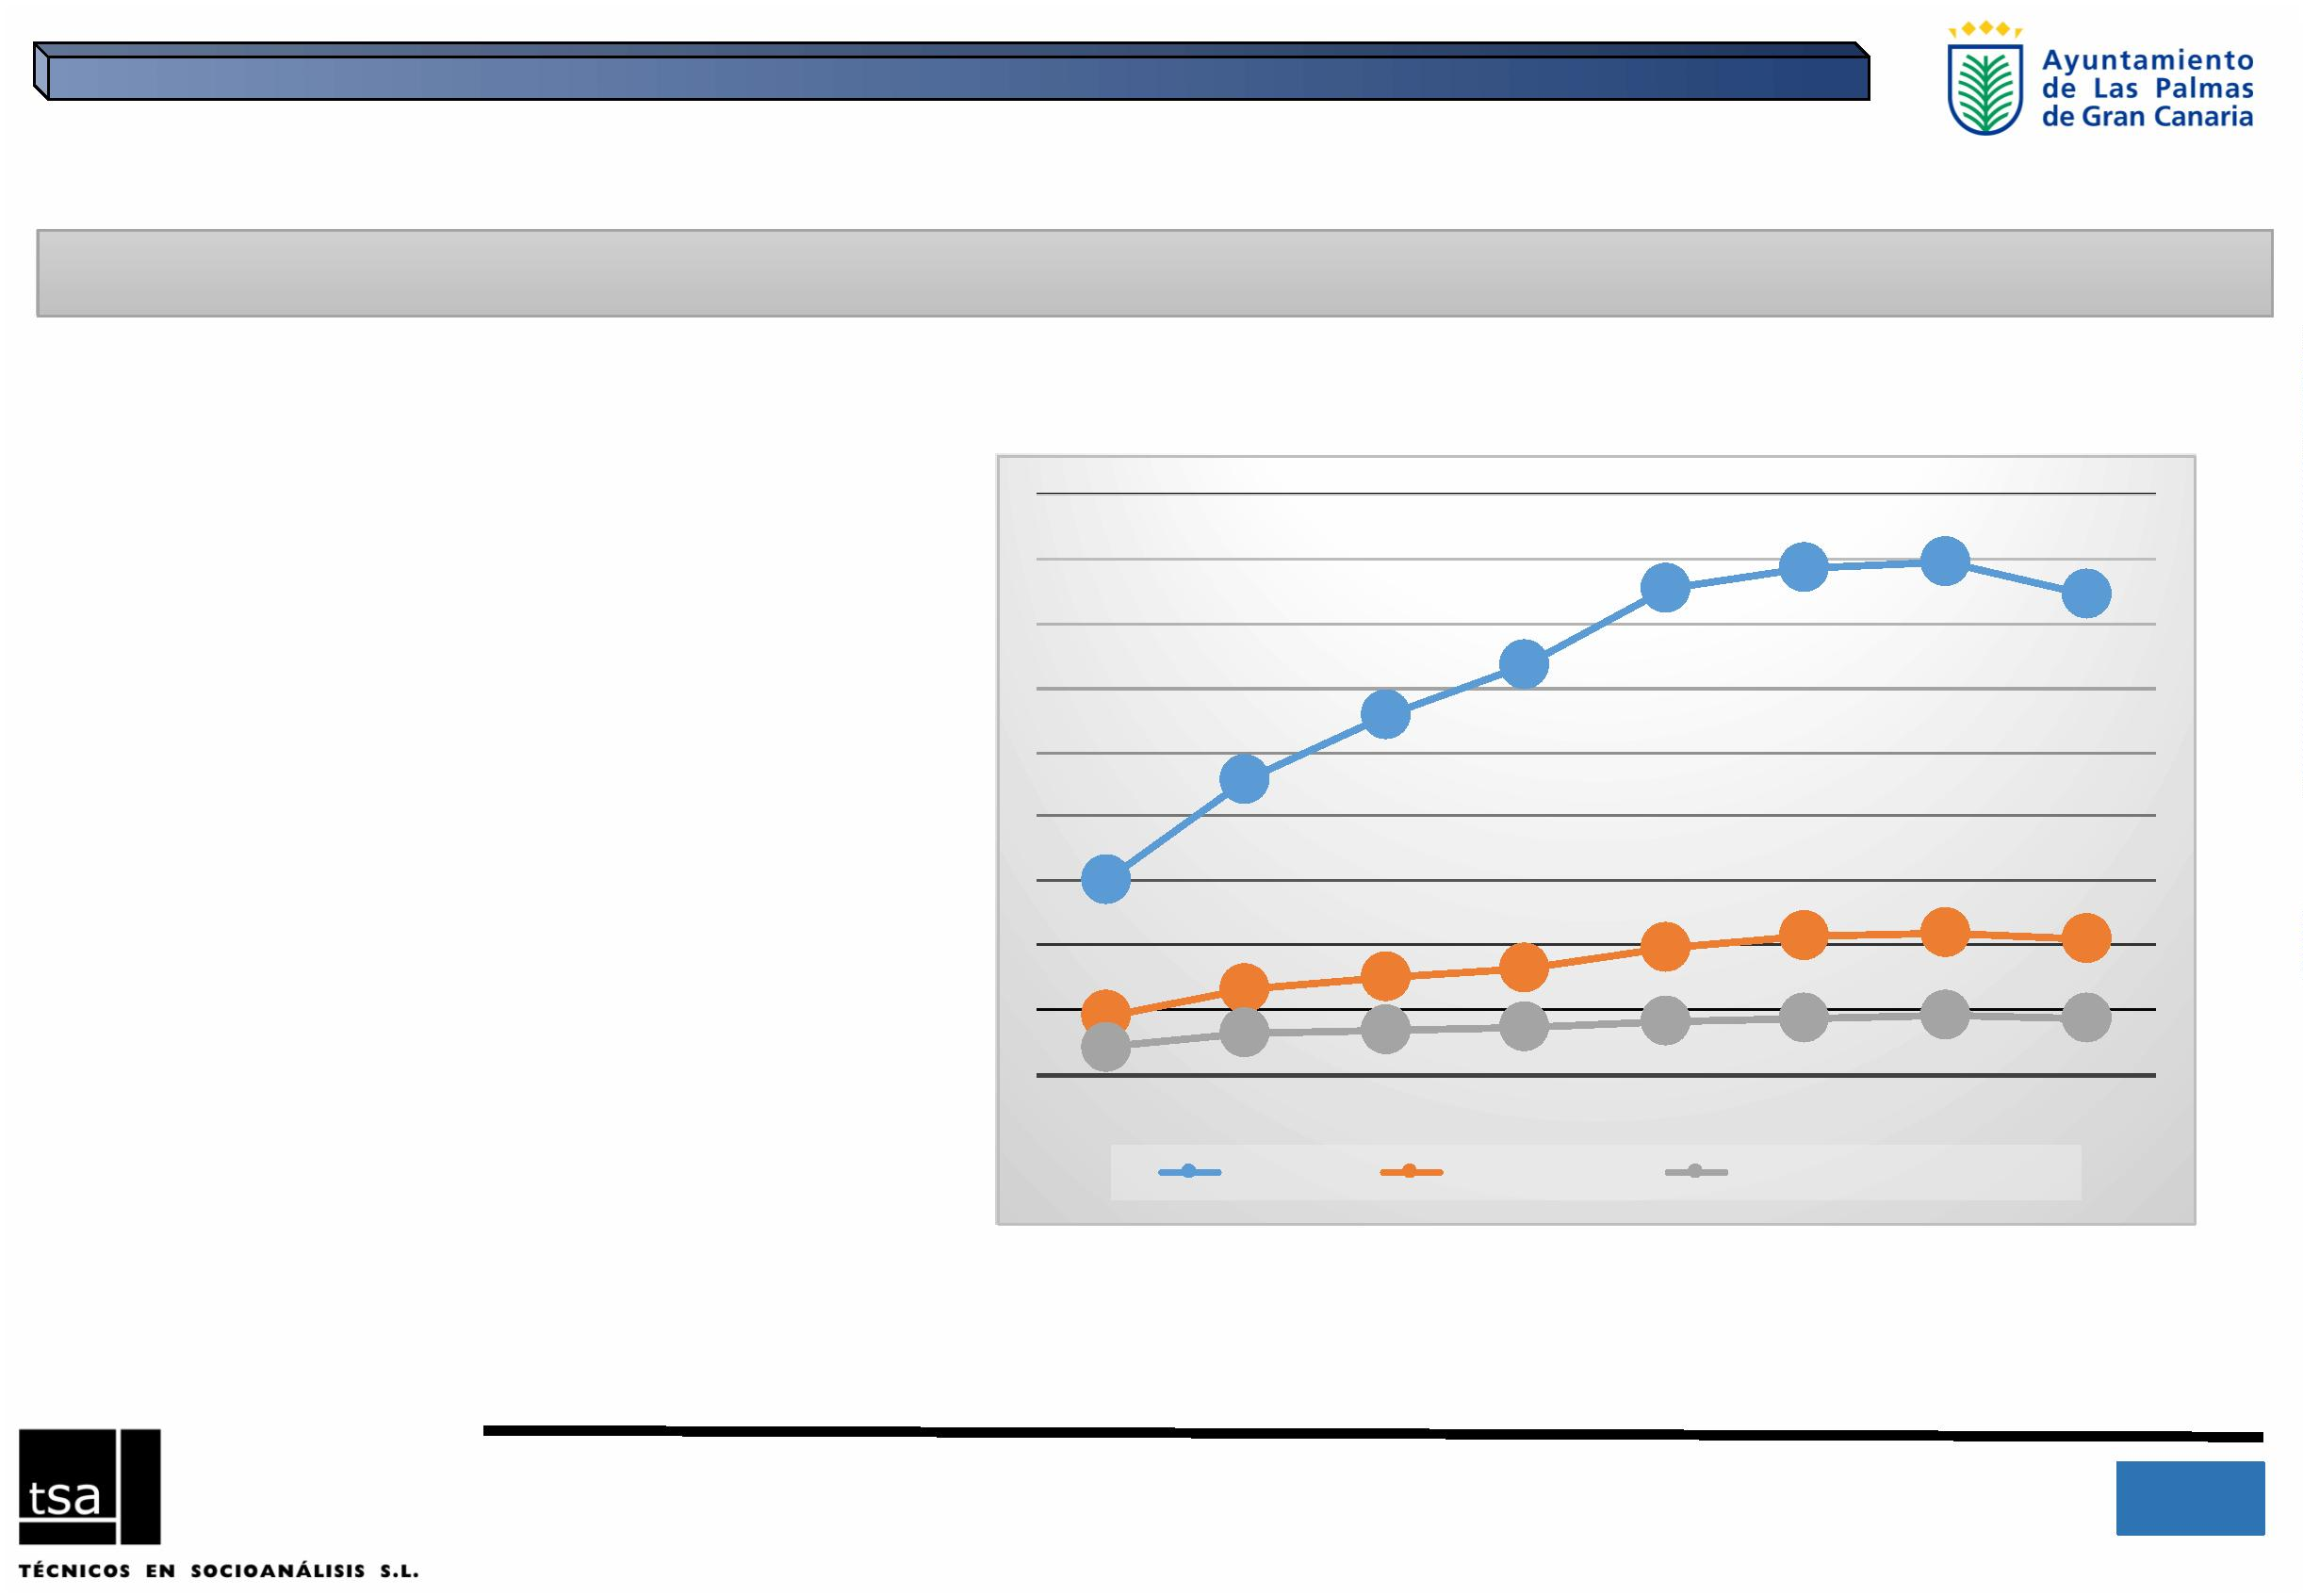 Ayuntamiento
de Las Palmas
de Gran Canaria
tsa
TÉCNICOS EN SOCIOANÁLISIS S.L.